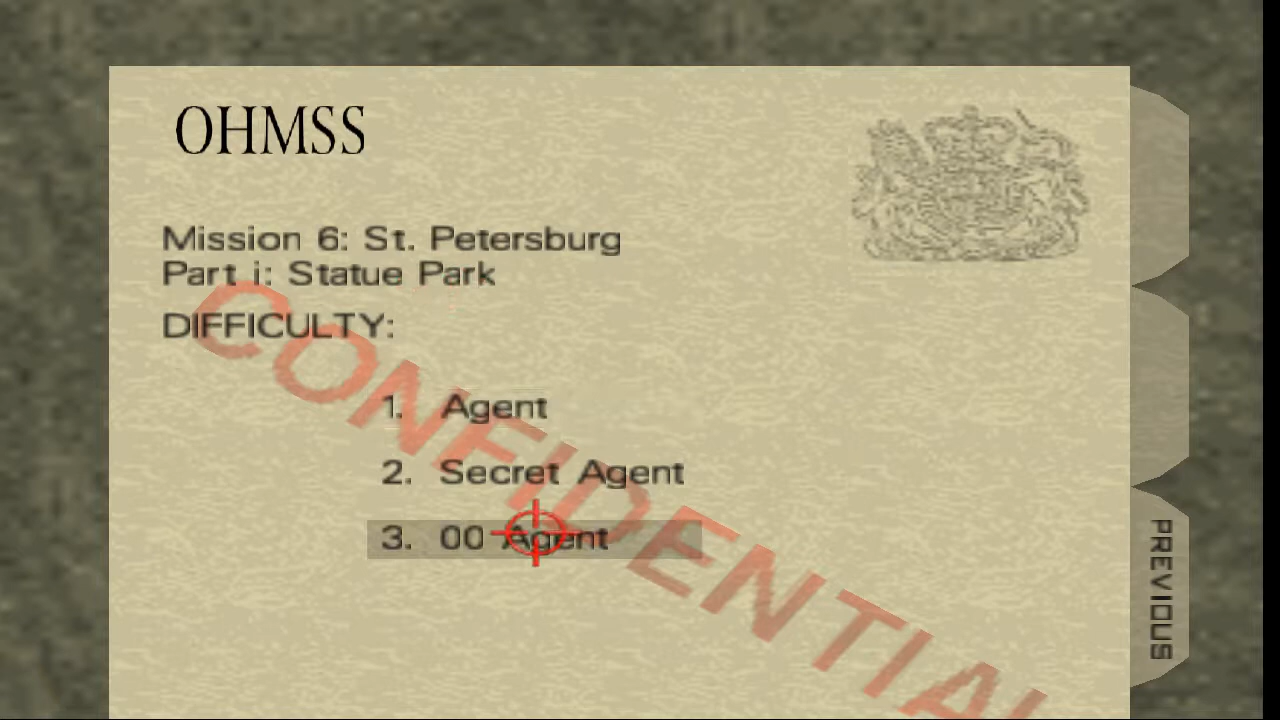 OHMSS
Mission 6: St. Petersburg
Part i: Statue Park
DIFFICULTY:
1. Agent
2. Secret Agent
3. 00 Agent
CONFIDENTIAL
PREVIOUS